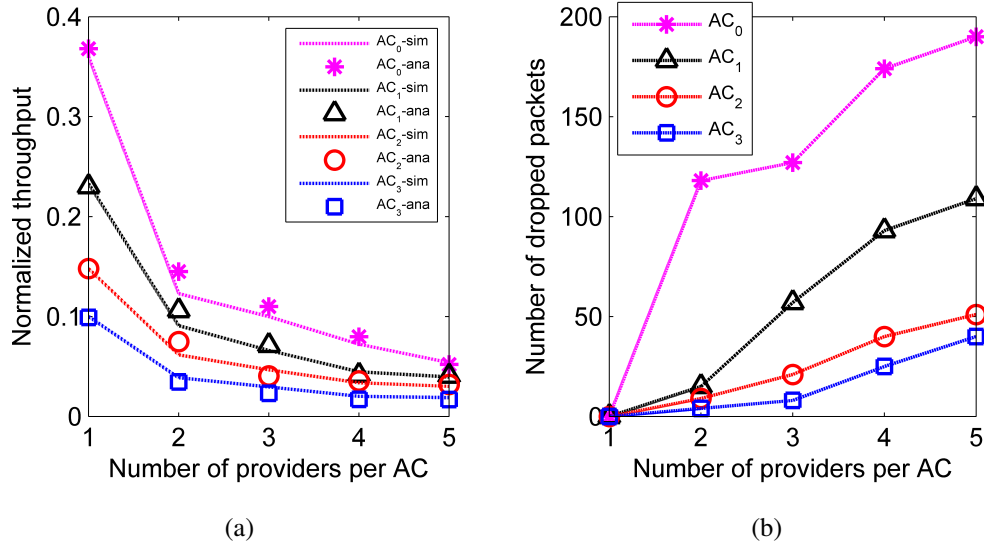 0.4
0.3
0.2
0.1
0
1 2 3 4 5
Normalized throughput
Number of providers per AC
AC0-sim
AC0-ana
AC1-sim
AC1-ana
AC2-sim
AC2-ana
AC3-sim
AC3-ana
(a)
200
150
100
50
0
1 2 3 4 5
Number of dropped packets
Number of providers per AC
AC0
AC1
AC2
AC3
(b)